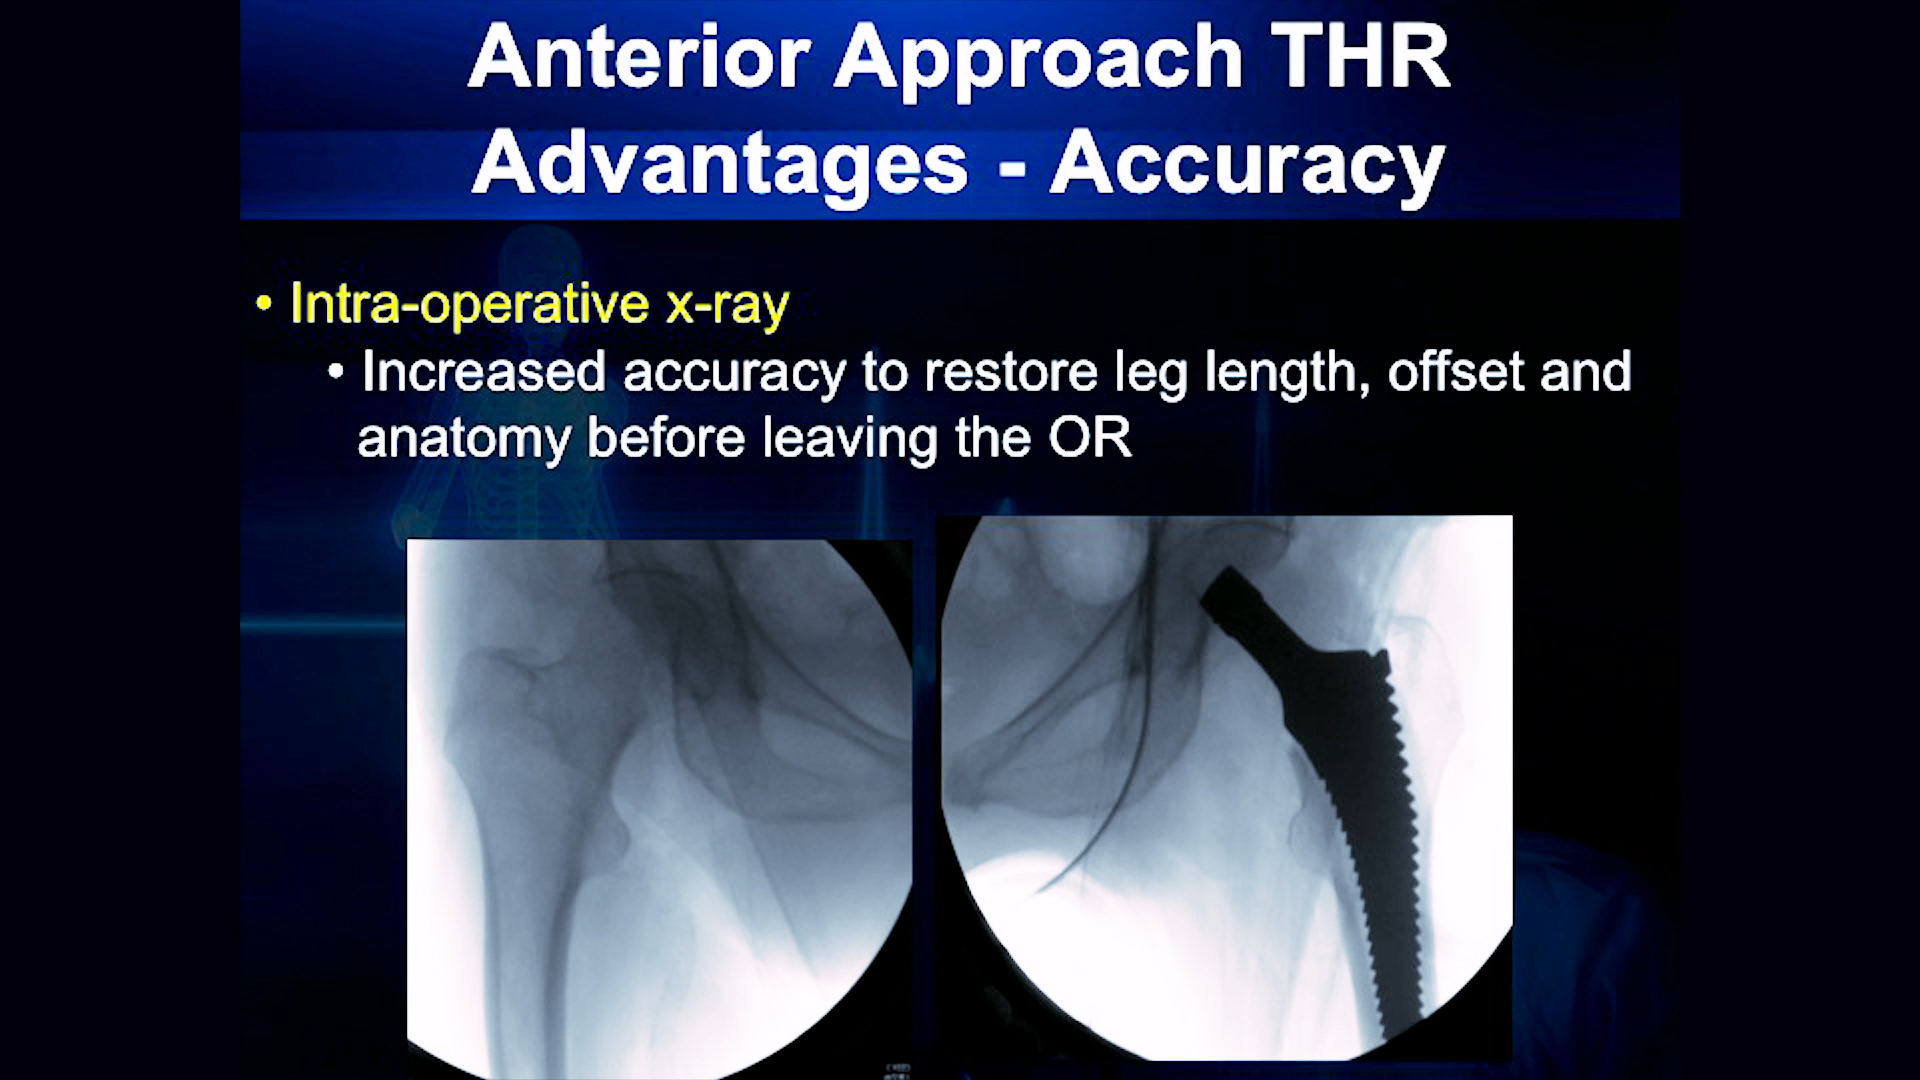 Anterior Approach THR
Advantages - Accuracy
• Intra-operative x-ray
• Increased accuracy to restore leg length, offset and
anatomy before leaving the OR